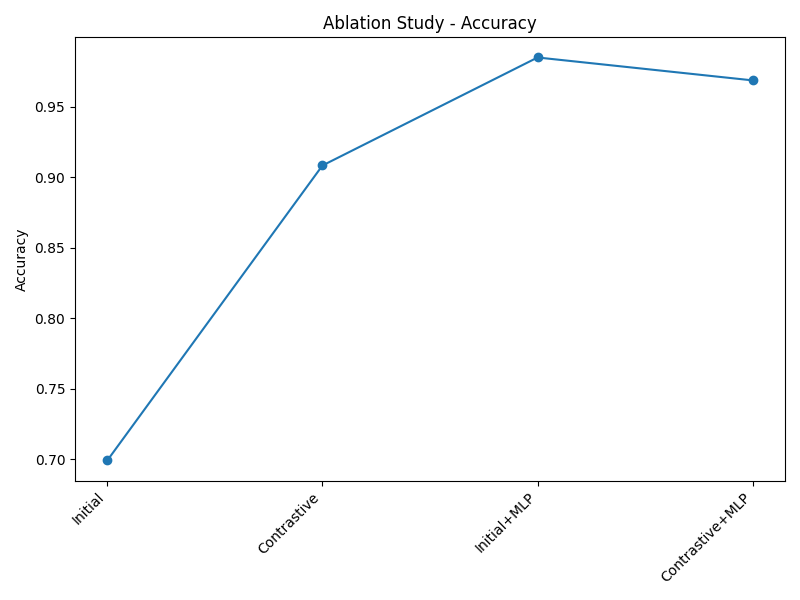 Ablation Study - Accuracy
Accuracy
0.95
0.90
0.85
0.80
0.75
0.70
Initial
Contrastive
Initial+MLP
Contrastive+MLP